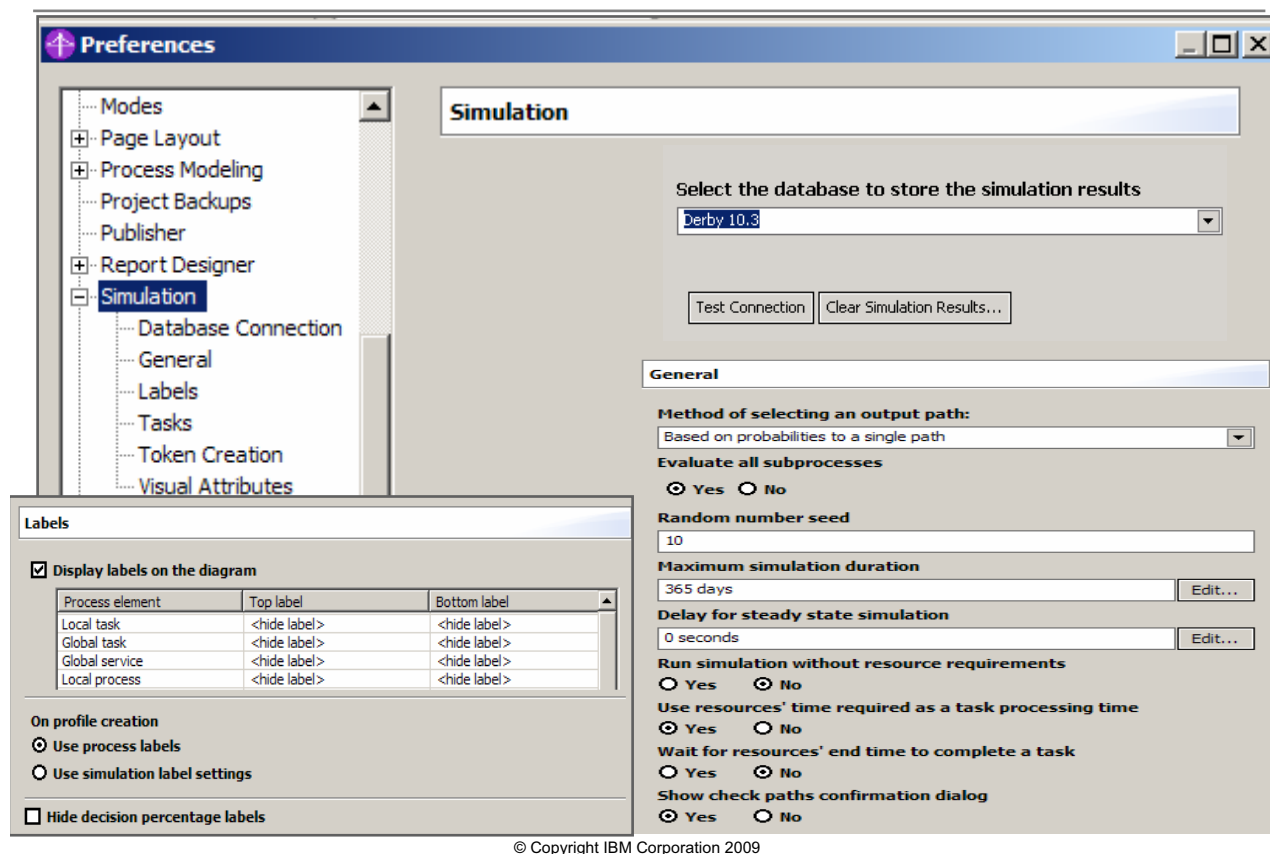 Preferences
Modes
Page Layout
Process Modeling
Project Backups
Publisher
Report Designer
Simulation
Database Connection
General
Labels
Tasks
Token Creation
Visual Attributes
Simulation
Select the database to store the simulation results
Derby 10.3
Test Connection Clear Simulation Results...
General
Method of selecting an output path:
Based on probabilities to a single path
Evaluate all subprocesses
Yes No
Random number seed
10
Maximum simulation duration
365 days Edit...
Delay for steady state simulation
0 seconds Edit...
Run simulation without resource requirements
Yes No
Use resources' time required as a task processing time
Yes No
Wait for resources' end time to complete a task
Yes No
Show check paths confirmation dialog
Yes No
Labels
Display labels on the diagram
Process element Top label Bottom label
Local task <hide label> <hide label>
Global task <hide label> <hide label>
Global service <hide label> <hide label>
Local process <hide label> <hide label>
On profile creation
Use process labels
Use simulation label settings
Hide decision percentage labels
© Copyright IBM Corporation 2009